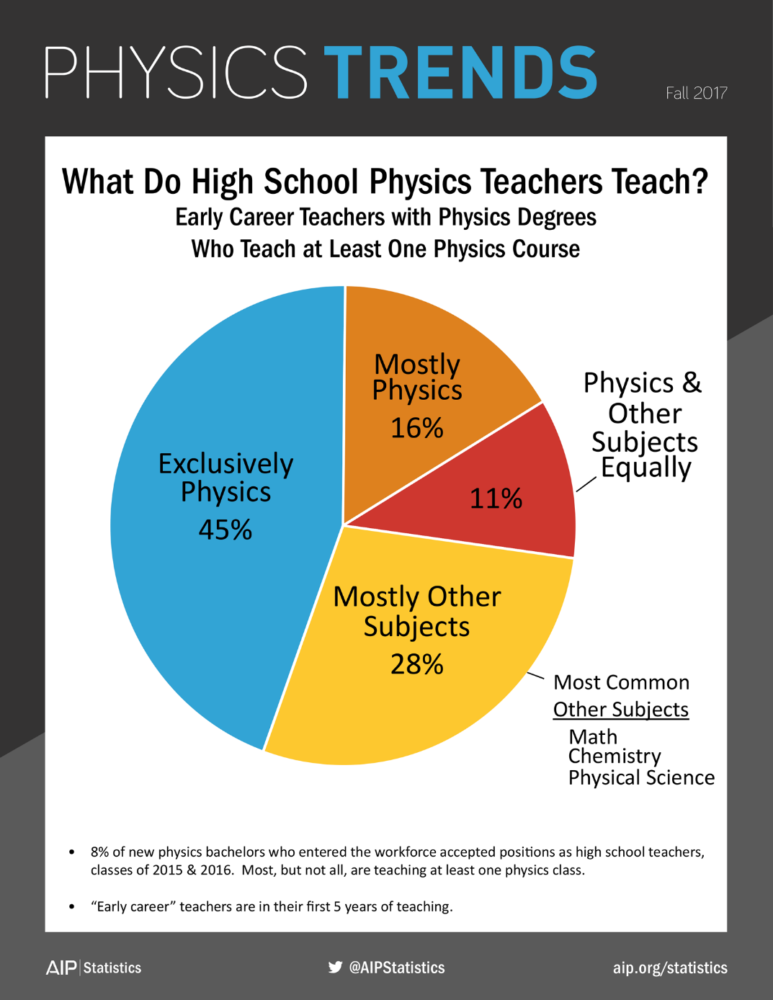 PHYSICS TRENDS
Fall 2017
What Do High School Physics Teachers Teach?
Early Career Teachers with Physics Degrees
Who Teach at Least One Physics Course
Mostly
Physics
16%
Physics &
Other
Subjects
Equally
11%
Exclusively
Physics
45%
Mostly Other
Subjects
28%
Most Common
Other Subjects
Math
Chemistry
Physical Science
• 8% of new physics bachelors who entered the workforce accepted positions as high school teachers,
classes of 2015 & 2016. Most, but not all, are teaching at least one physics class.
• “Early career” teachers are in their first 5 years of teaching.
AIP Statistics
@AIPStatistics
aip.org/statistics